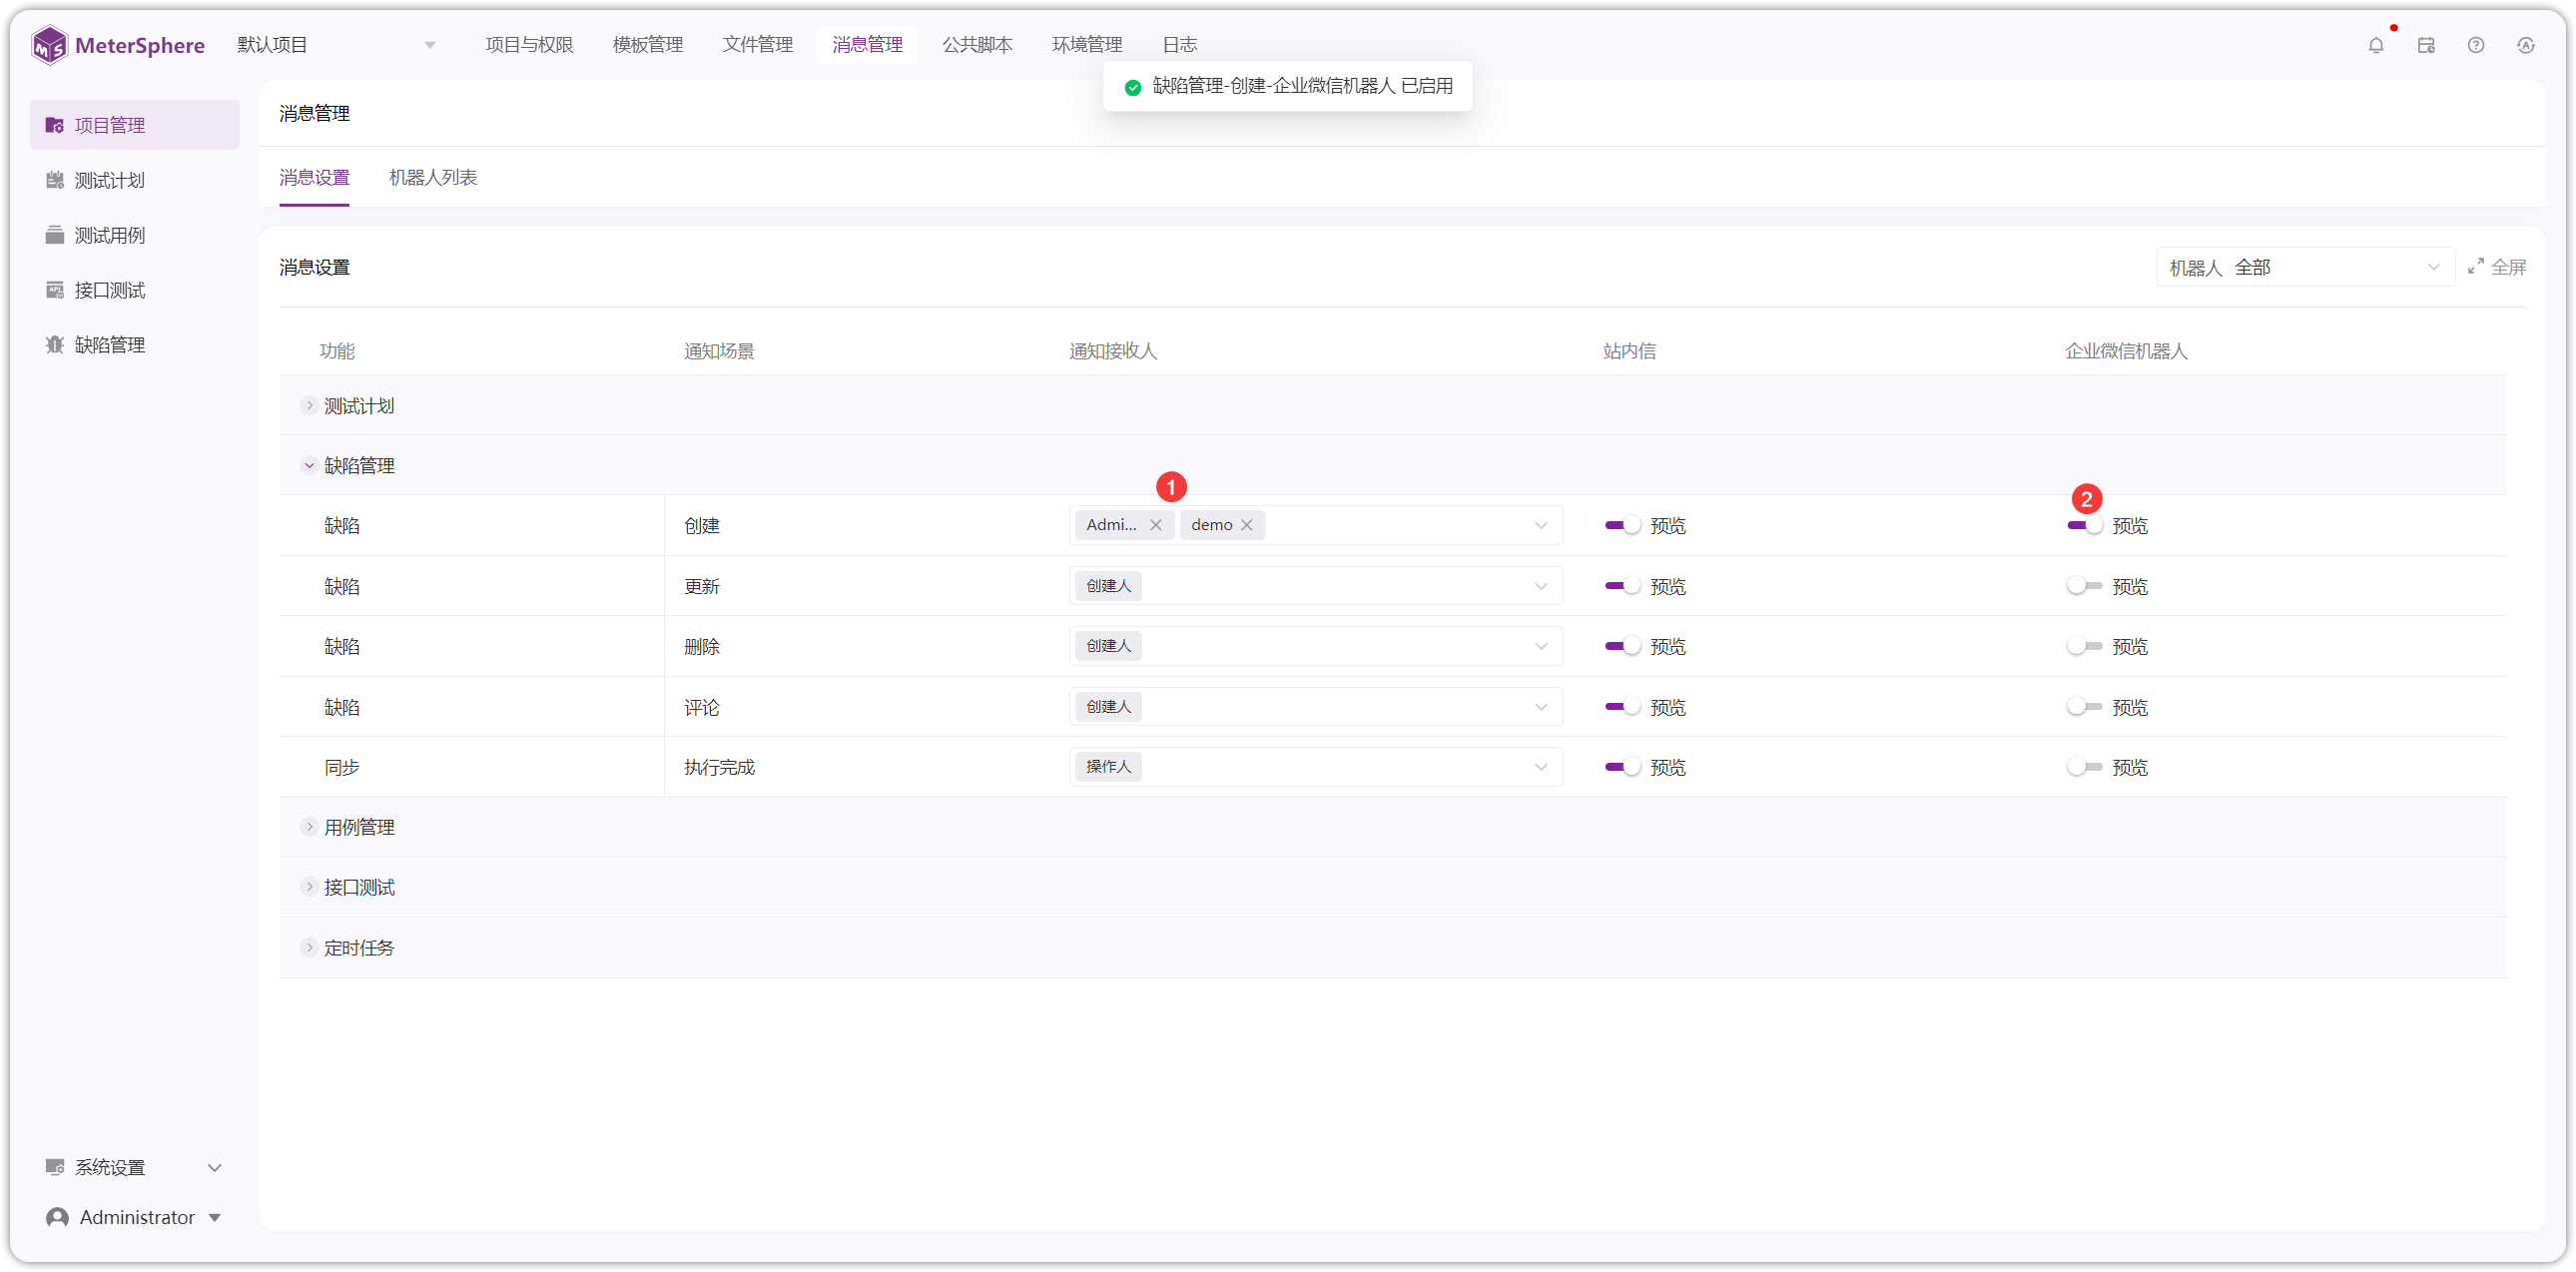 MeterSphere 默认项目 项目与权限 模板管理 文件管理 消息管理 公共脚本 环境管理 日志
缺陷管理-创建-企业微信机器人 已启用
项目管理
测试计划
测试用例
接口测试
缺陷管理
消息管理
消息设置 机器人列表
消息设置 机器人 全部 全屏
功能 通知场景 通知接收人 站内信 企业微信机器人
测试计划
缺陷管理
1 2
缺陷 创建 Admi... demo 预览 预览
缺陷 更新 创建人 预览 预览
缺陷 删除 创建人 预览 预览
缺陷 评论 创建人 预览 预览
同步 执行完成 操作人 预览 预览
用例管理
接口测试
定时任务
系统设置
Administrator